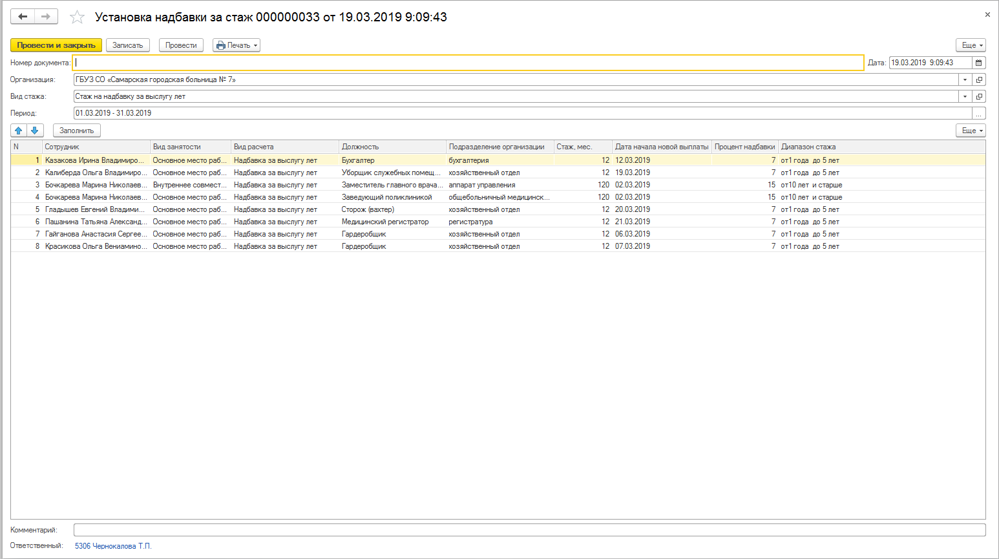 Установка надбавки за стаж 000000033 от 19.03.2019 9:09:43
Провести и закрыть Записать Провести Печать Еще
Номер документа: Дата: 19.03.2019 9:09:43
Организация: ГБУЗ СО «Самарская городская больница № 7»
Вид стажа: Стаж на надбавку за выслугу лет
Период: 01.03.2019 - 31.03.2019 ...
Заполнить Еще
N Сотрудник Вид занятости Вид расчета Должность Подразделение организации Стаж, мес. Дата начала новой выплаты Процент надбавки Диапазон стажа
1 Казакова Ирина Владимиро... Основное место раб... Надбавка за выслугу лет Бухгалтер бухгалтерия 12 12.03.2019 7 от1 года до 5 лет
2 Калиберда Ольга Владимиро... Основное место раб... Надбавка за выслугу лет Уборщик служебных помещ... хозяйственный отдел 12 19.03.2019 7 от1 года до 5 лет
3 Бочкарева Марина Николаев... Внутреннее совмест... Надбавка за выслугу лет Заместитель главного врача... аппарат управления 120 02.03.2019 15 от10 лет и старше
4 Бочкарева Марина Николаев... Основное место раб... Надбавка за выслугу лет Заведующий поликлиникой общебольничный медицинск... 120 02.03.2019 15 от10 лет и старше
5 Гладышев Евгений Владими... Основное место раб... Надбавка за выслугу лет Сторож (вахтер) хозяйственный отдел 12 20.03.2019 7 от1 года до 5 лет
6 Пашанина Татьяна Александ... Основное место раб... Надбавка за выслугу лет Медицинский регистратор регистратура 12 21.03.2019 7 от1 года до 5 лет
7 Гайганова Анастасия Сергее... Основное место раб... Надбавка за выслугу лет Гардеробщик хозяйственный отдел 12 06.03.2019 7 от1 года до 5 лет
8 Красикова Ольга Вениамино... Основное место раб... Надбавка за выслугу лет Гардеробщик хозяйственный отдел 12 07.03.2019 7 от1 года до 5 лет
Комментарий:
Ответственный: 5306 Чернокалова Т.П.